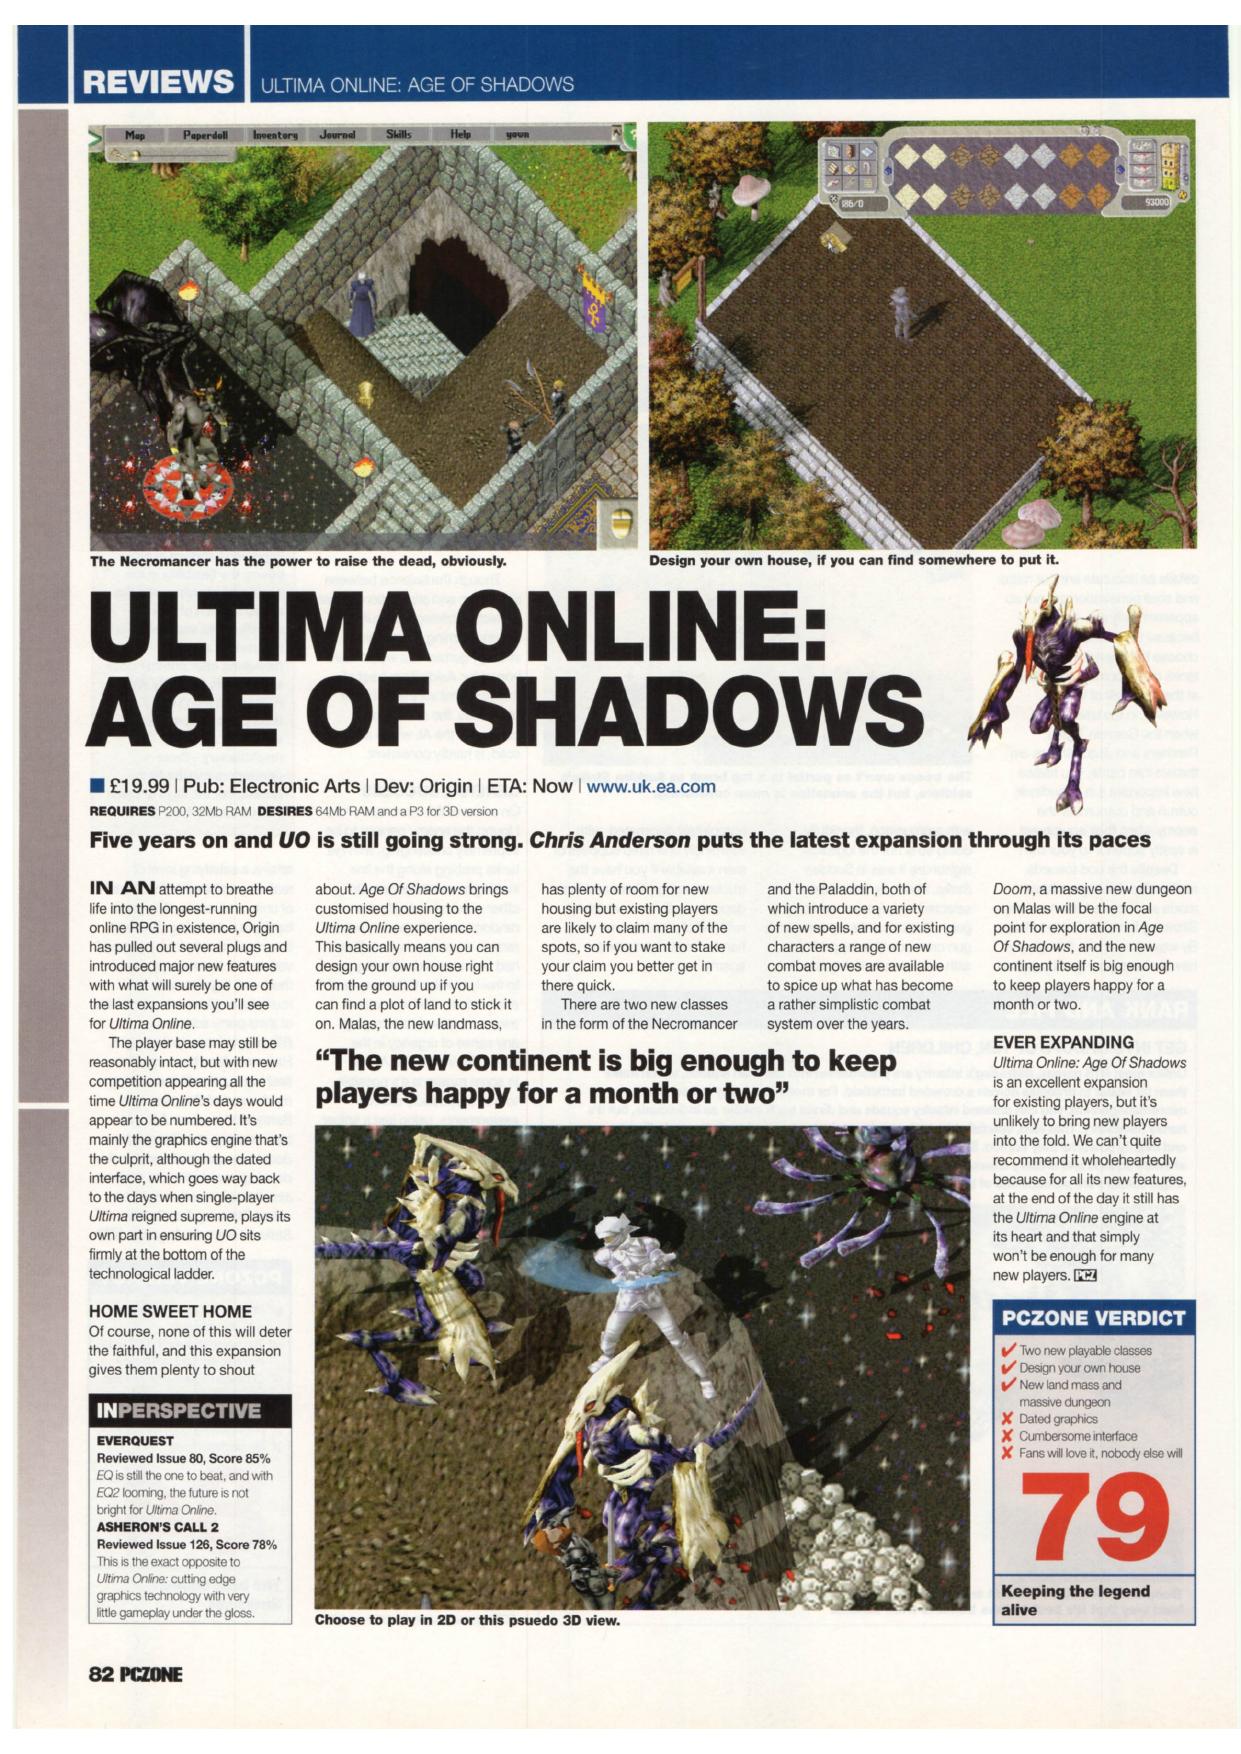 REVIEWS
ULTIMA ONLINE: AGE OF SHADOWS
Map Paperdoll Inventory Journal Skills Help yawn
186/0
93000
The Necromancer has the power to raise the dead, obviously.
Design your own house, if you can find somewhere to put it.
ULTIMA ONLINE:
AGE OF SHADOWS
£19.99 | Pub: Electronic Arts | Dev: Origin | ETA: Now | www.uk.ea.com
REQUIRES P200, 32Mb RAM DESIRES 64Mb RAM and a P3 for 3D version
Five years on and UO is still going strong. Chris Anderson puts the latest expansion through its paces
IN AN attempt to breathe
life into the longest-running
online RPG in existence, Origin
has pulled out several plugs and
introduced major new features
with what will surely be one of
the last expansions you'll see
for Ultima Online.
The player base may still be
reasonably intact, but with new
competition appearing all the
time Ultima Online's days would
appear to be numbered. It's
mainly the graphics engine that's
the culprit, although the dated
interface, which goes way back
to the days when single-player
Ultima reigned supreme, plays its
own part in ensuring UO sits
firmly at the bottom of the
technological ladder.
HOME SWEET HOME
Of course, none of this will deter
the faithful, and this expansion
gives them plenty to shout
about. Age Of Shadows brings
customised housing to the
Ultima Online experience.
This basically means you can
design your own house right
from the ground up if you
can find a plot of land to stick it
on. Malas, the new landmass,
has plenty of room for new
housing but existing players
are likely to claim many of the
spots, so if you want to stake
your claim you better get in
there quick.
There are two new classes
in the form of the Necromancer
and the Paladdin, both of
which introduce a variety
of new spells, and for existing
characters a range of new
combat moves are available
to spice up what has become
a rather simplistic combat
system over the years.
Doom, a massive new dungeon
on Malas will be the focal
point for exploration in Age
Of Shadows, and the new
continent itself is big enough
to keep players happy for a
month or two.
EVER EXPANDING
Ultima Online: Age Of Shadows
is an excellent expansion
for existing players, but it's
unlikely to bring new players
into the fold. We can't quite
recommend it wholeheartedly
because for all its new features,
at the end of the day it still has
the Ultima Online engine at
its heart and that simply
won't be enough for many
new players. PCZ
"The new continent is big enough to keep
players happy for a month or two"
INPERSPECTIVE
EVERQUEST
Reviewed Issue 80, Score 85%
EQ is still the one to beat, and with
EQ2 looming, the future is not
bright for Ultima Online.
ASHERON'S CALL 2
Reviewed Issue 126, Score 78%
This is the exact opposite to
Ultima Online: cutting edge
graphics technology with very
little gameplay under the gloss.
Choose to play in 2D or this psuedo 3D view.
PCZONE VERDICT
Two new playable classes
Design your own house
New land mass and
massive dungeon
Dated graphics
Cumbersome interface
Fans will love it, nobody else will
79
Keeping the legend
alive
82 PCZONE